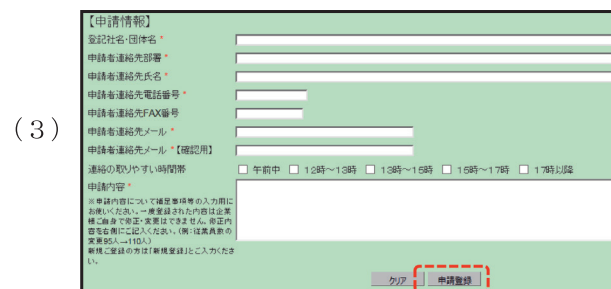 (3)
【申請情報】
登記社名・団体名 *
申請者連絡先部署 *
申請者連絡先氏名 *
申請者連絡先電話番号 *
申請者連絡先FAX番号
申請者連絡先メール *
申請者連絡先メール *【確認用】
連絡の取りやすい時間帯 午前中 12時～13時 13時～15時 15時～17時 17時以降
申請内容 *
※申請内容について補足事項等の入力用に
お使いください。一度登録された内容は企業
様ご自身で修正・変更はできません。修正内
容を右側にご記入ください。(例:従業員数の
変更95人→110人)
新規ご登録の方は「新規登録」とご入力くださ
い。
クリア 申請登録